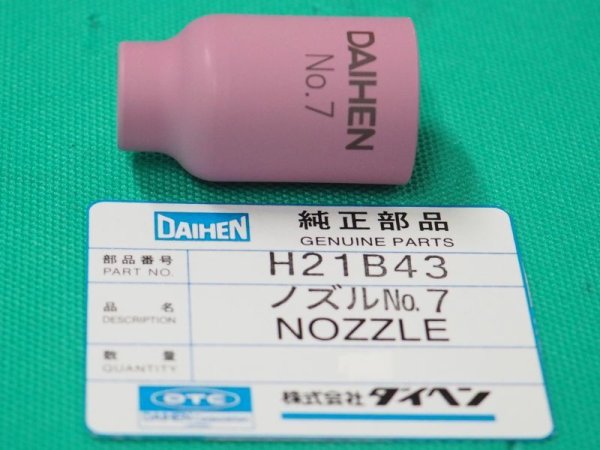 DAIHEN
No.7
DAIHEN 純正部品
GENUINE PARTS
部品番号
PART NO.
H21B43
品 名
DESCRIPTION
ノズルNo.7
NOZZLE
数 量
QUANTITY
OTC
DAIHEN Corporation
株式会社 ダイヘン